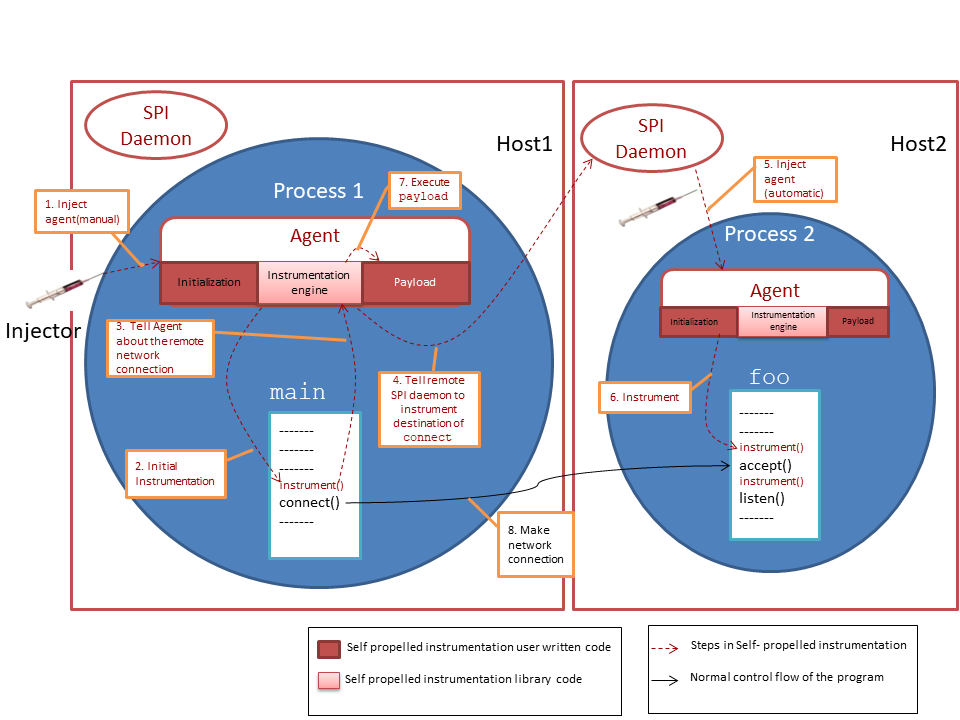 SPI
Daemon
Host1
SPI
Daemon
Host2
1. Inject
agent(manual)
Process 1
7. Execute
payload
5. Inject
agent
(automatic)
Agent
Initialization
Instrumentation
engine
Payload
Injector
Process 2
Agent
Initialization
Instrumentation
engine
Payload
3. Tell Agent
about the remote
network
connection
4. Tell remote
SPI daemon to
instrument
destination of
connect
6. Instrument
main
-------
-------
-------
instrument()
connect()
-------
foo
-------
-------
instrument()
accept()
instrument()
listen()
-------
2. Initial
Instrumentation
8. Make
network
connection
Self propelled instrumentation user written code
Self propelled instrumentation library code
Steps in Self- propelled instrumentation
Normal control flow of the program